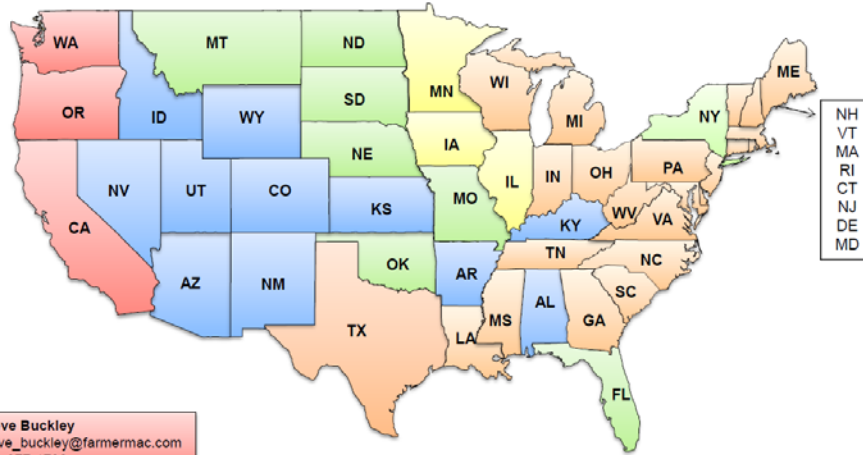 WA
MT
ND
MN
OR
ID
WY
SD
WI
MI
NY
ME
NH
VT
MA
RI
CT
NJ
DE
MD
NE
IA
NV
UT
CO
KS
MO
IL
IN
OH
PA
WV
VA
KY
CA
AZ
NM
OK
AR
TN
NC
SC
TX
LA
MS
AL
GA
FL
ve Buckley
ve_buckley@farmermac.com